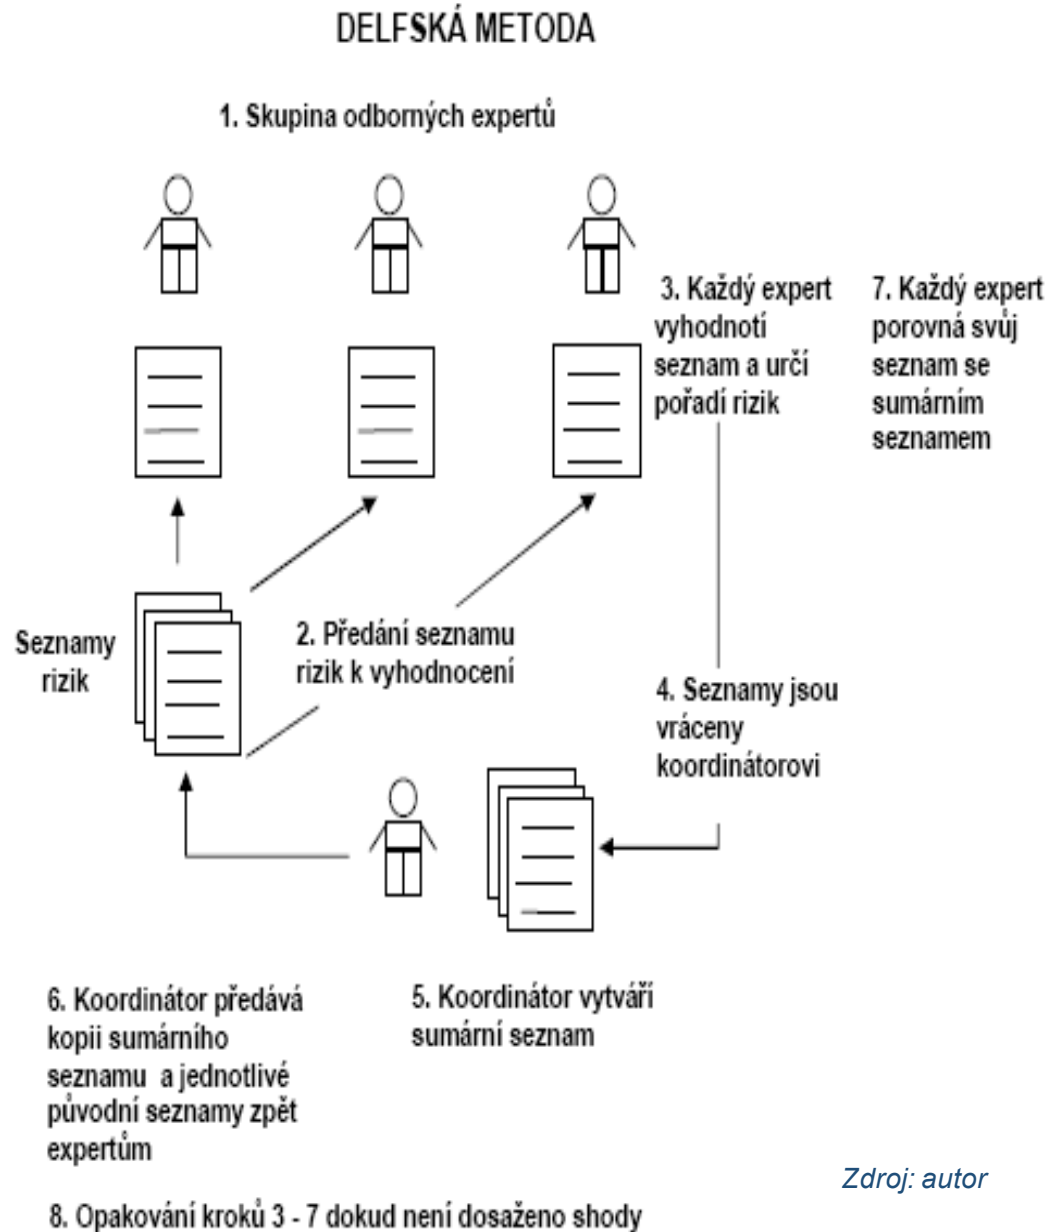 DELFSKÁ METODA
1. Skupina odborných expertů
3. Každý expert
vyhodnotí
seznam a určí
pořadí rizik
7. Každý expert
porovná svůj
seznam se
sumárním
seznamem
Seznamy
rizik
2. Předání seznamu
rizik k vyhodnocení
4. Seznamy jsou
vráceny
koordinátorovi
6. Koordinátor předává
kopii sumárního
seznamu a jednotlivé
původní seznamy zpět
expertům
5. Koordinátor vytváří
sumární seznam
Zdroj: autor
8. Opakování kroků 3 - 7 dokud není dosaženo shody